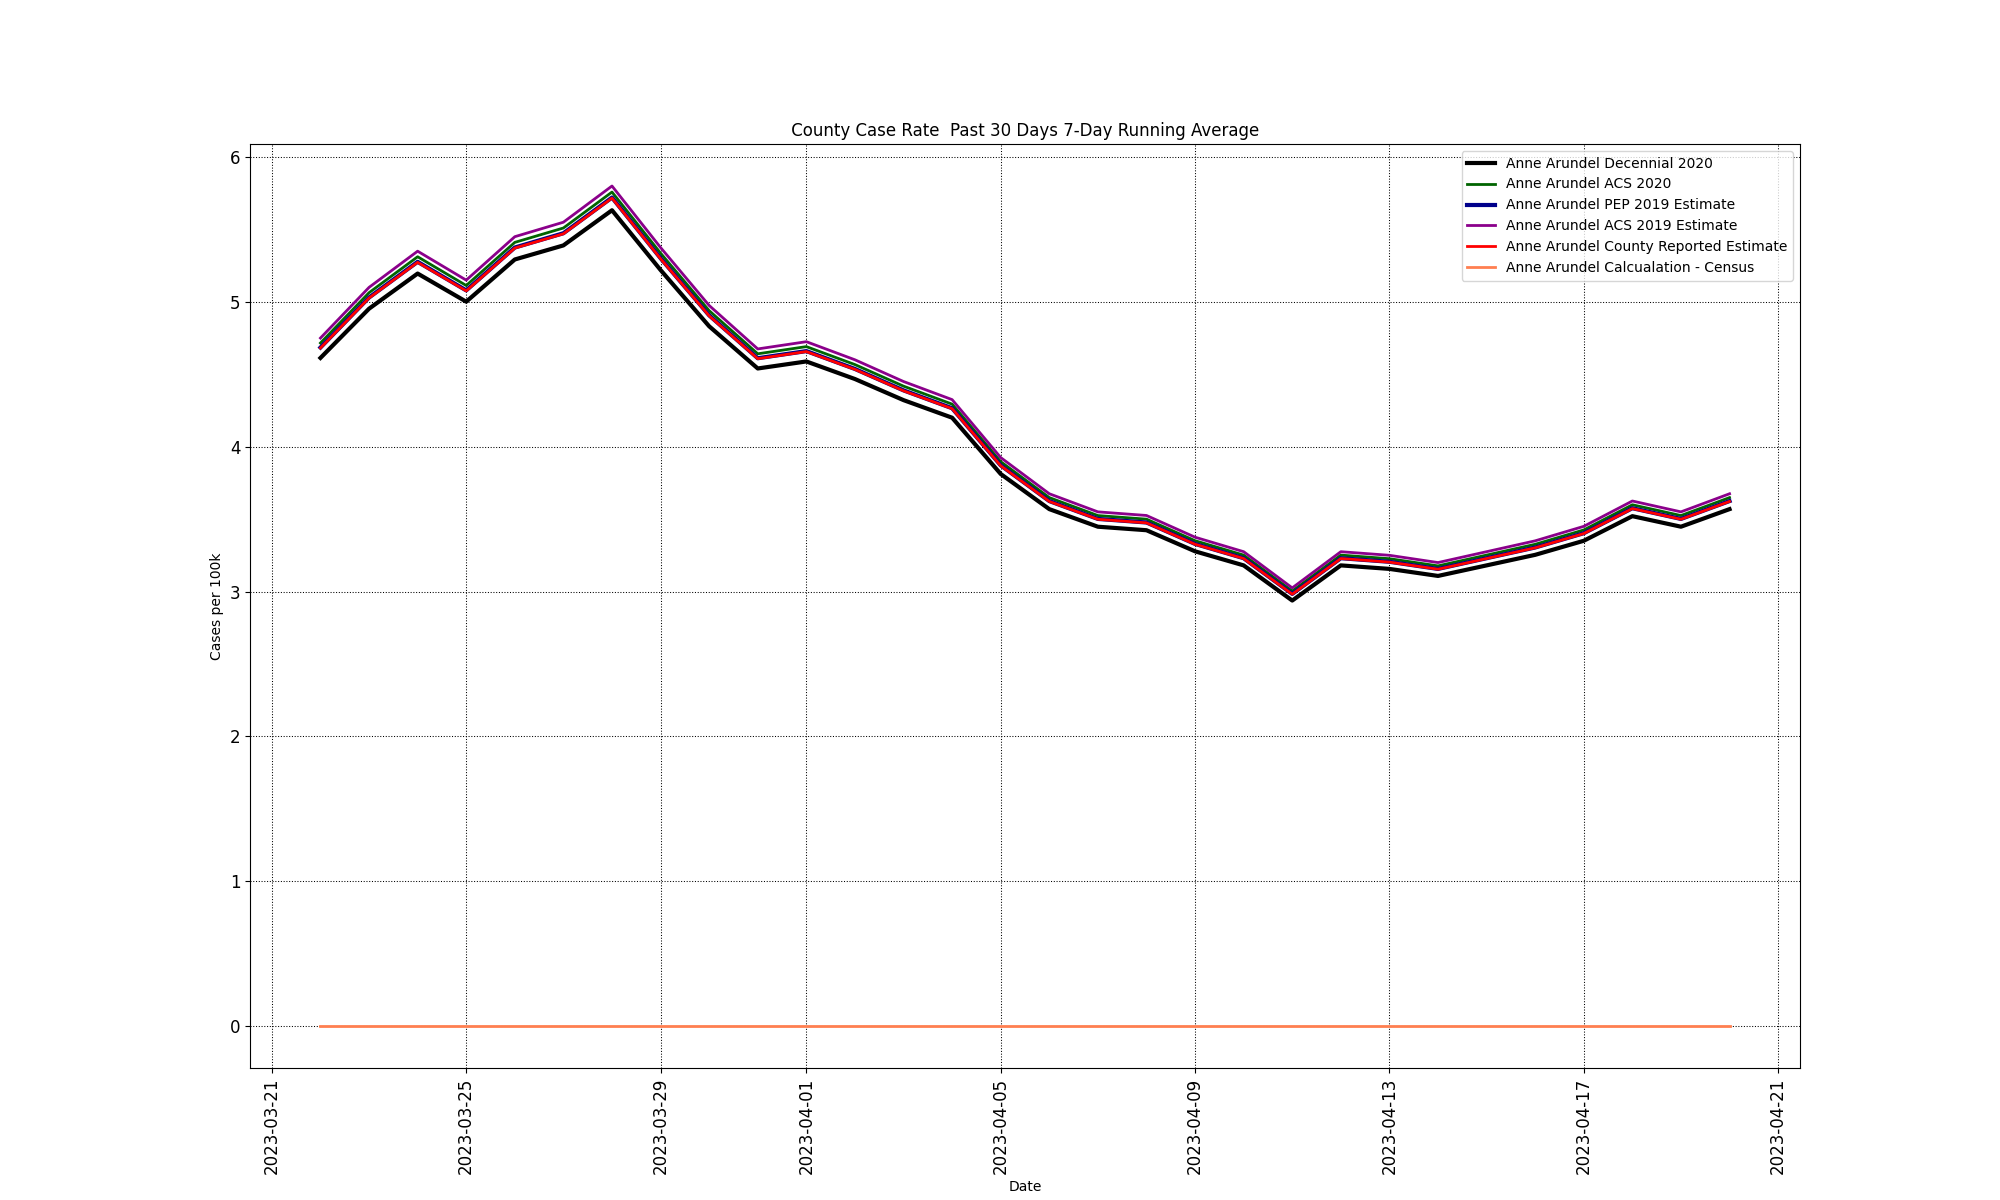 County Case Rate  Past 30 Days 7-Day Running Average
Anne Arundel Decennial 2020
Anne Arundel ACS 2020
Anne Arundel PEP 2019 Estimate
Anne Arundel ACS 2019 Estimate
Anne Arundel County Reported Estimate
Anne Arundel Calcualation - Census
Cases per 100k
6
5
4
3
2
1
0
2023-03-21
2023-03-25
2023-03-29
2023-04-01
2023-04-05
2023-04-09
2023-04-13
2023-04-17
2023-04-21
Date